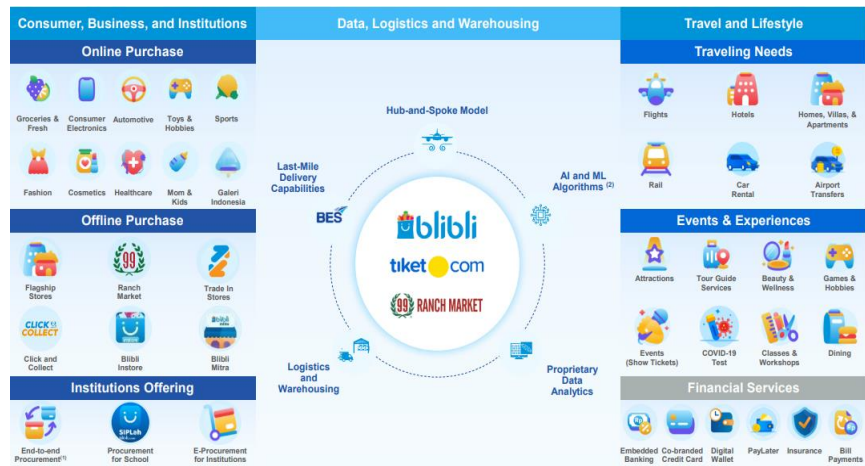 Consumer, Business, and Institutions
Online Purchase
Groceries &
Fresh
Consumer
Electronics
Automotive
Toys &
Hobbies
Sports
Fashion
Cosmetics
Healthcare
Mom &
Kids
Galeri
Indonesia
Offline Purchase
Flagship
Stores
99
Ranch
Market
Trade In
Stores
CLICK &
COLLECT
Click and
Collect
Blibli
Instore
Blibli
Mitra
Institutions Offering
End-to-end
Procurement(1)
SIPLah
Procurement
for School
E-Procurement
for Institutions
Data, Logistics and Warehousing
Hub-and-Spoke Model
Last-Mile
Delivery
Capabilities
BES
AI and ML
Algorithms (2)
blibli
tiket com
99 RANCH MARKET
Logistics
and
Warehousing
Proprietary
Data
Analytics
Travel and Lifestyle
Traveling Needs
Flights
Hotels
Homes, Villas, &
Apartments
Rail
Car
Rental
Airport
Transfers
Events & Experiences
Attractions
Tour Guide
Services
Beauty &
Wellness
Games &
Hobbies
Events
(Show Tickets)
COVID-19
Test
Classes &
Workshops
Dining
Financial Services
Embedded
Banking
Co-branded
Credit Card
Digital
Wallet
PayLater
Insurance
Bill
Payments